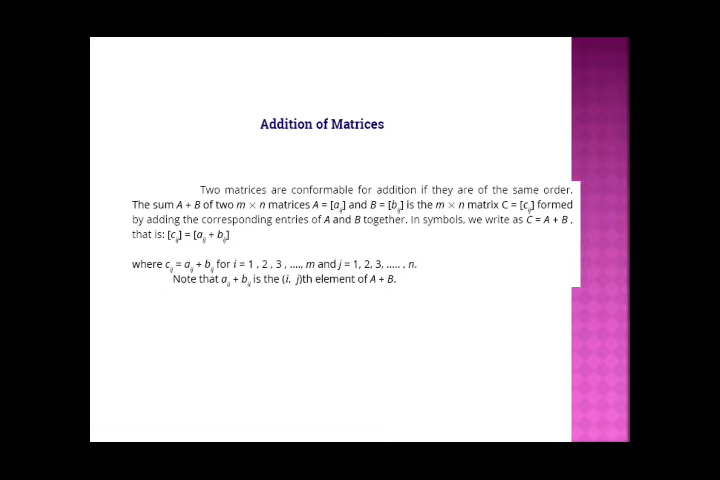 Addition of Matrices
Two matrices are conformable for addition if they are of the same order.
The sum A + B of two m × n matrices A = [aij] and B = [bij] is the m × n matrix C = [cij] formed
by adding the corresponding entries of A and B together. In symbols, we write as C = A + B ,
that is: [cij] = [aij + bij]
where cij = aij + bij for i = 1 , 2 , 3 , ...., m and j = 1, 2, 3, ..... , n.
Note that aij + bij is the (i, j)th element of A + B.